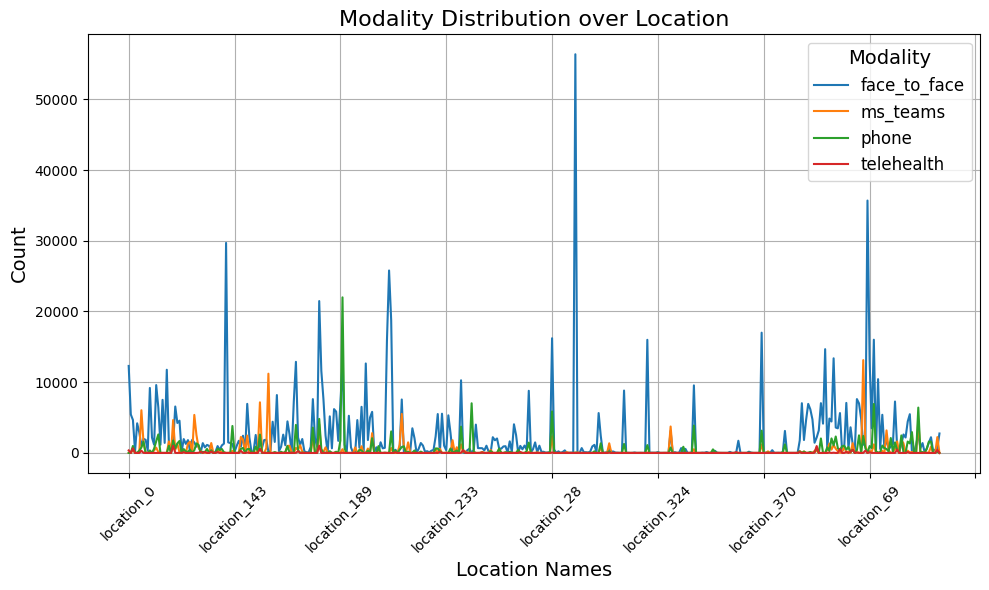 Modality Distribution over Location
Count
50000
40000
30000
20000
10000
0
Modality
face_to_face
ms_teams
phone
telehealth
location_0
location_143
location_189
location_233
location_28
location_324
location_370
location_69
Location Names